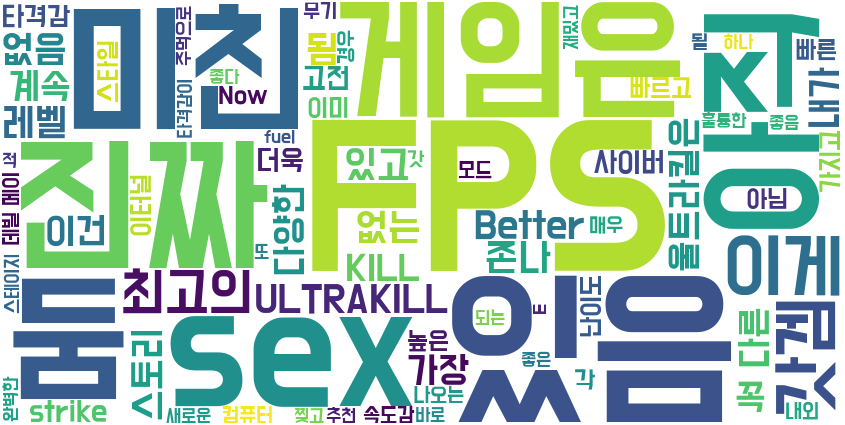 타격감
미친
주먹으로
무기
게임은
재밌고
적
될
하나
빠른
없음
스타일
좋다
돔
경우
내가
계속
타격감이
Now
고전
이미
빠르고
훌륭한
좋음
레벨
fuel
진짜
더욱
있고
갓
FPS
모드
사이버
울트라킬은
야
고지가
적
데빌 메이
이건
이터널
다양한
없는
Better
매우
아님
스테이지
KILL
존나
이게
둠
최고의
ULTRAKILL
있음
난이도
되는
sex
높은
가장
좋은
각
꼭
다른
갓겜
스토리
나오는
완벽한
strike
새로운
컴퓨터
찢고
추천
속도감
바로
내외